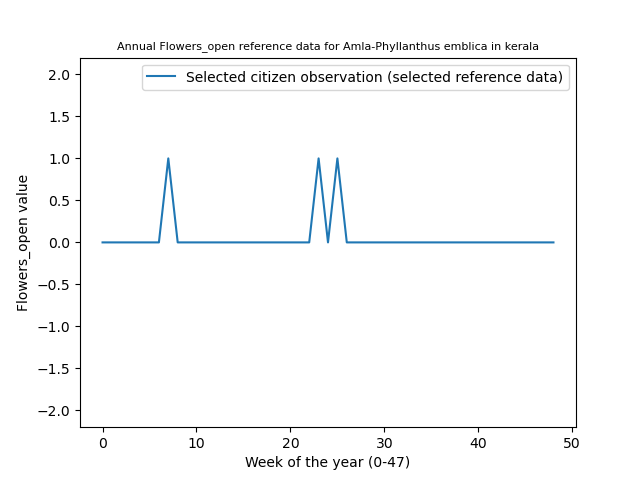 Annual Flowers_open reference data for Amla-Phyllanthus emblica in kerala
Selected citizen observation (selected reference data)
2.0
1.5
1.0
0.5
0.0
−0.5
−1.0
−1.5
−2.0
Flowers_open value
0 10 20 30 40 50
Week of the year (0-47)